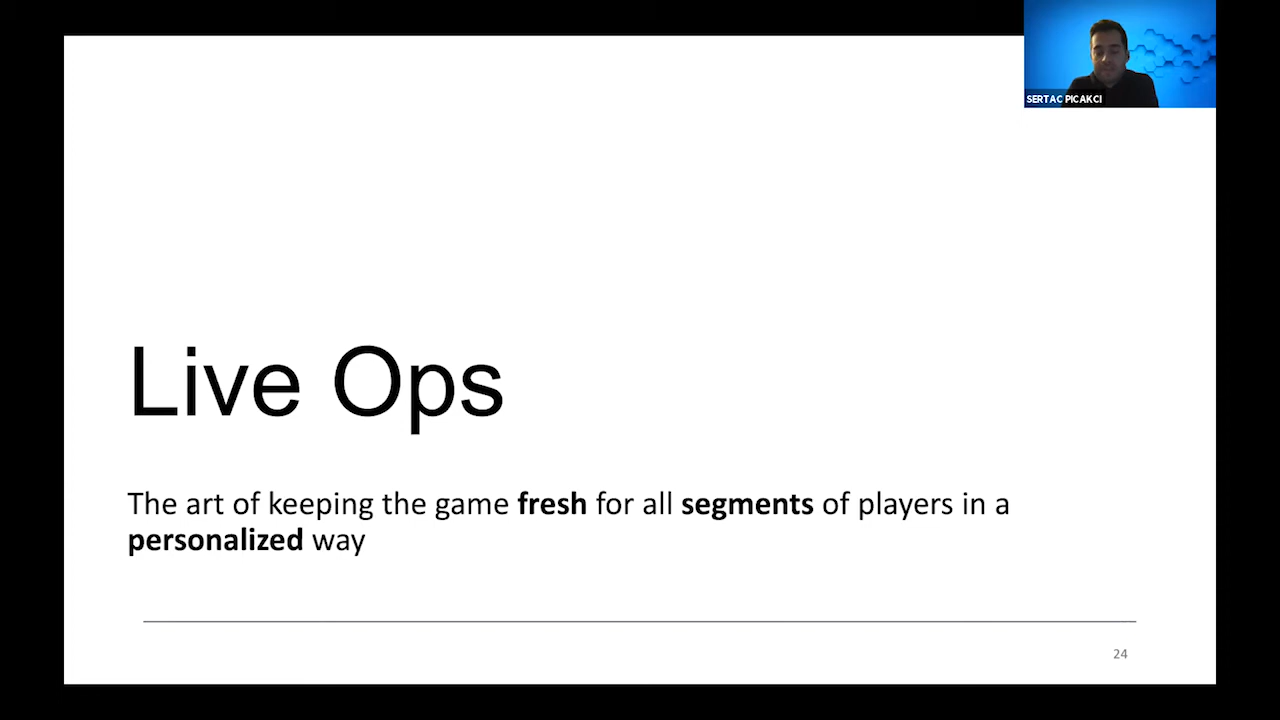 SERTAC PICAKCI
Live Ops
The art of keeping the game fresh for all segments of players in a
personalized way
24